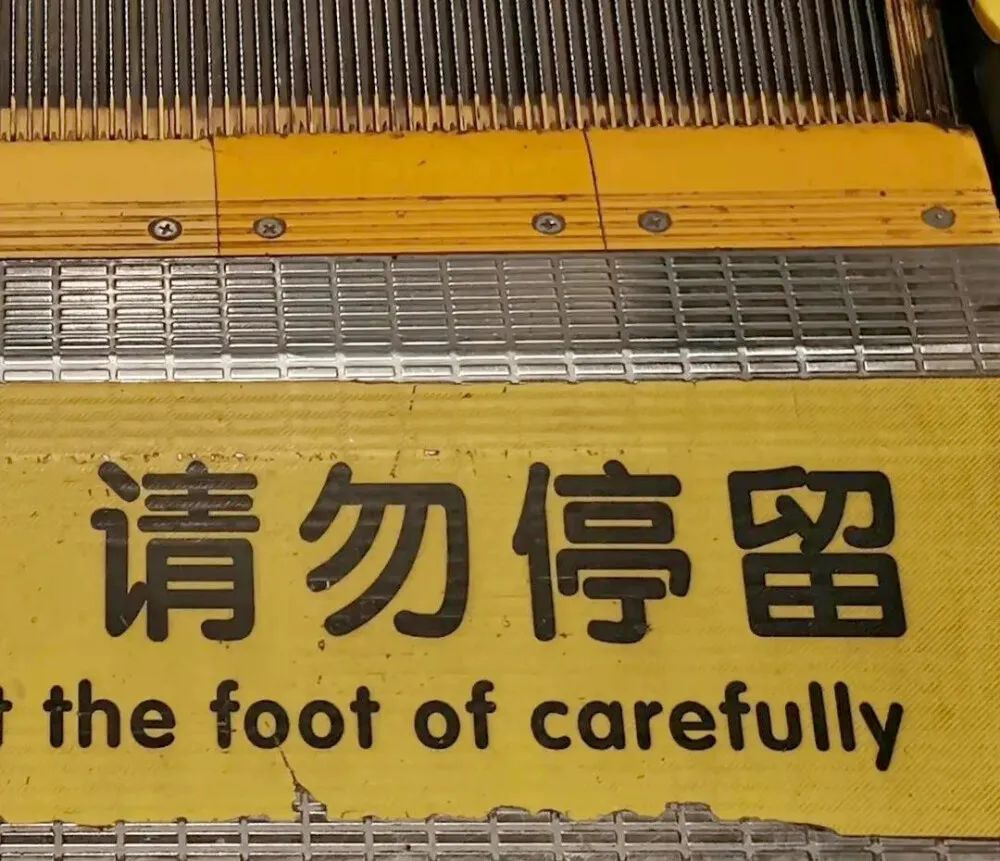 请勿停留
the foot of carefully